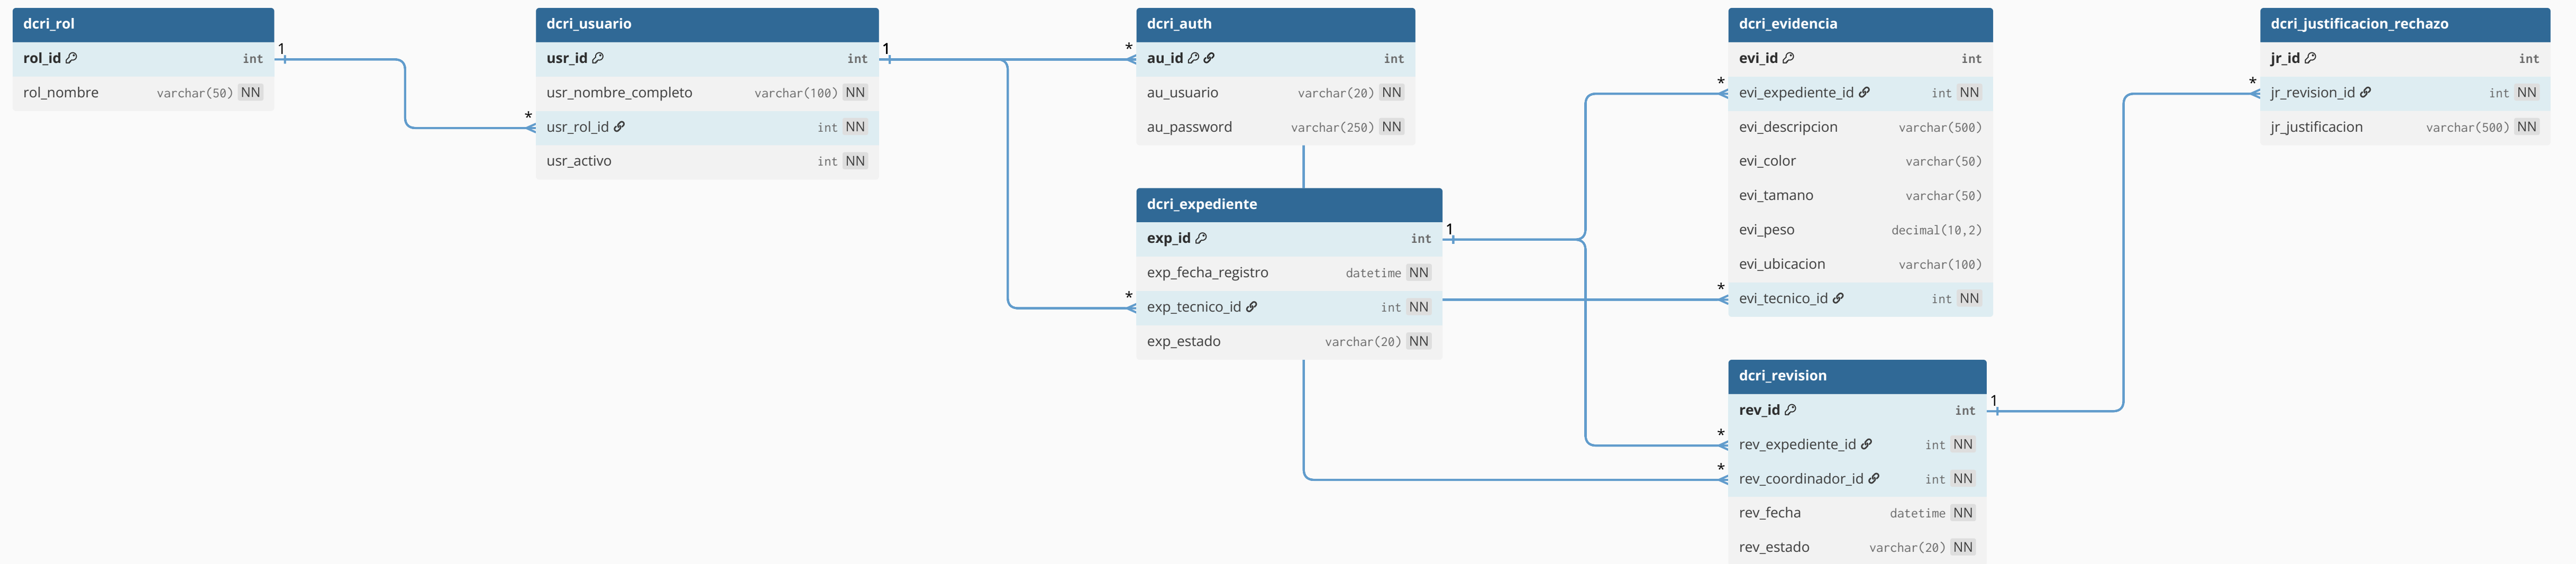 dcri_rol
rol_id int
rol_nombre varchar(50) NN
1
*
dcri_usuario
usr_id int
usr_nombre_completo varchar(100) NN
usr_rol_id int NN
usr_activo int NN
1
*
dcri_auth
au_id int
au_usuario varchar(20) NN
au_password varchar(250) NN
*
dcri_expediente
exp_id int
exp_fecha_registro datetime NN
exp_tecnico_id int NN
exp_estado varchar(20) NN
1
*
dcri_evidencia
evi_id int
evi_expediente_id int NN
evi_descripcion varchar(500)
evi_color varchar(50)
evi_tamano varchar(50)
evi_peso decimal(10,2)
evi_ubicacion varchar(100)
*
evi_tecnico_id int NN
dcri_revision
rev_id int
1
*
rev_expediente_id int NN
*
rev_coordinador_id int NN
rev_fecha datetime NN
rev_estado varchar(20) NN
dcri_justificacion_rechazo
jr_id int
*
jr_revision_id int NN
jr_justificacion varchar(500) NN